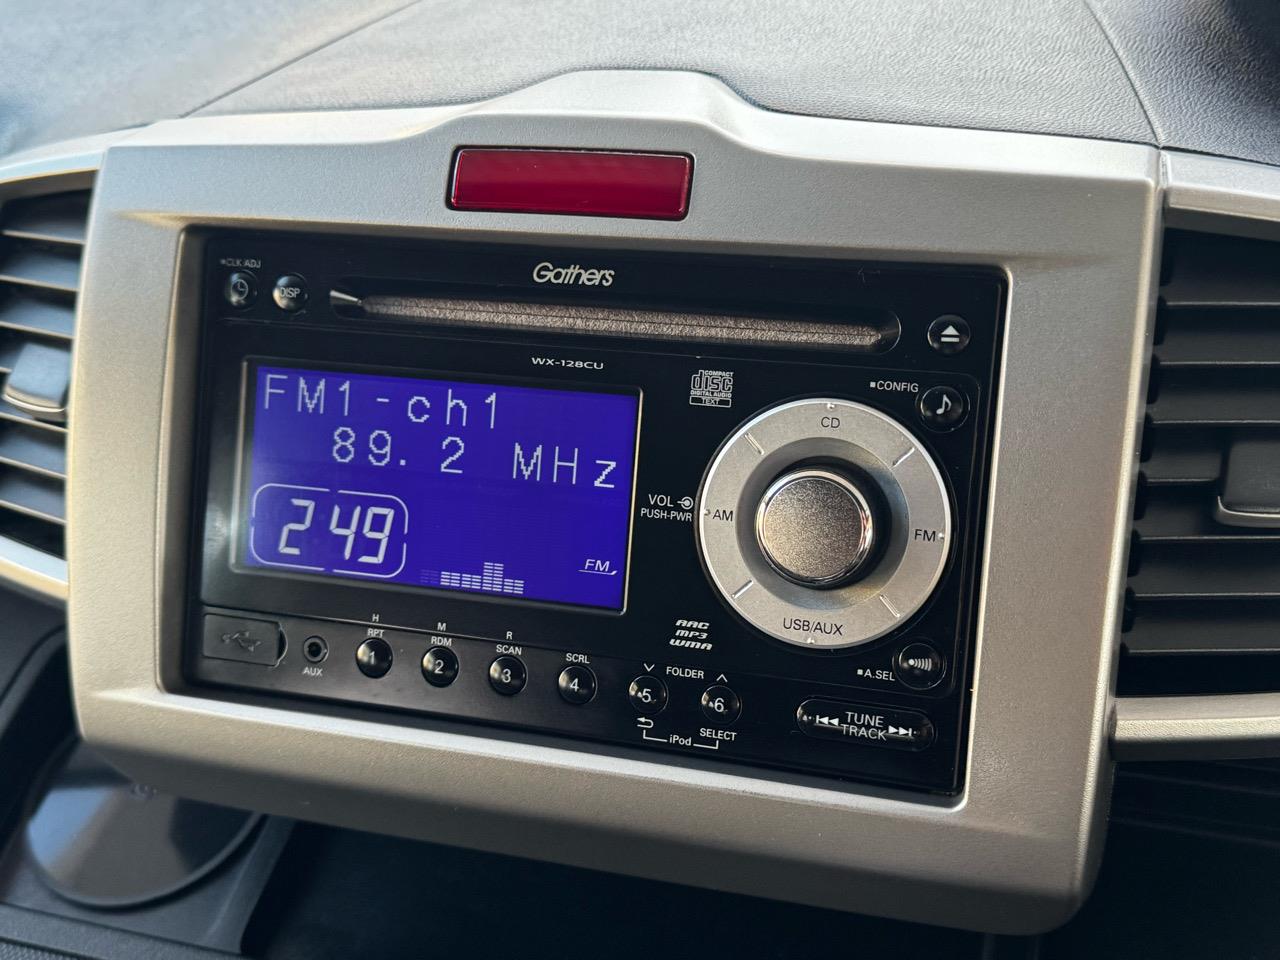 ■CLK ADJ
DISP
Gathers
WX-128CU
COMPACT
disc
DIGITAL AUDIO
TEXT
■CONFIG
FM1-ch1
89.2 MHz
2 49
FM
VOL
PUSH-PWR
CD
AM
FM
USB/AUX
AAC
MP3
WMA
■A.SEL
AUX
H
RPT
1
M
RDM
2
R
SCAN
3
SCRL
4
FOLDER
5
6
iPod
SELECT
TUNE
TRACK